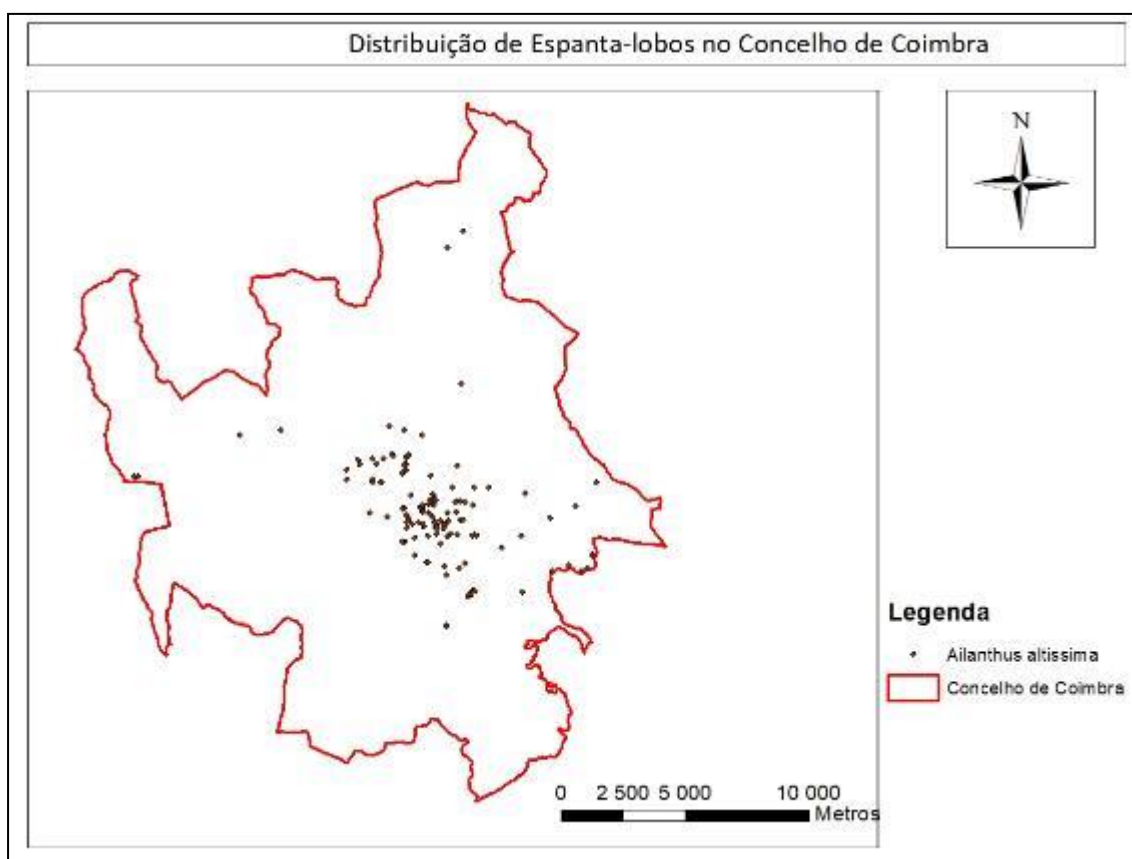 Distribuição de Espanta-lobos no Concelho de Coimbra
N
Legenda
Ailanthus altissima
Concelho de Coimbra
0 2 500 5 000 10 000
Metros